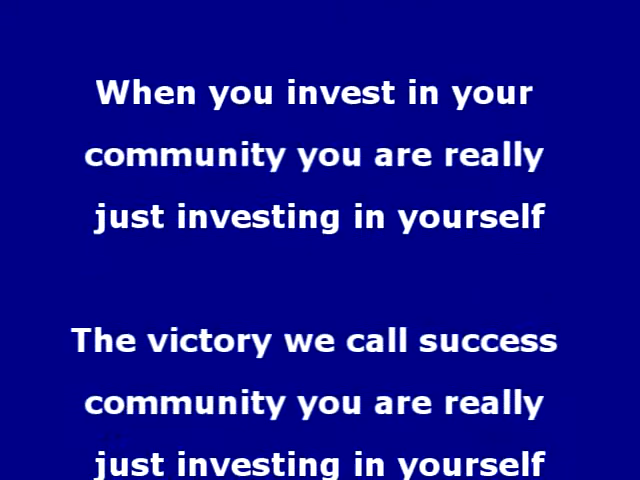 When you invest in your
community you are really
just investing in yourself
The victory we call success
community you are really
just investing in yourself